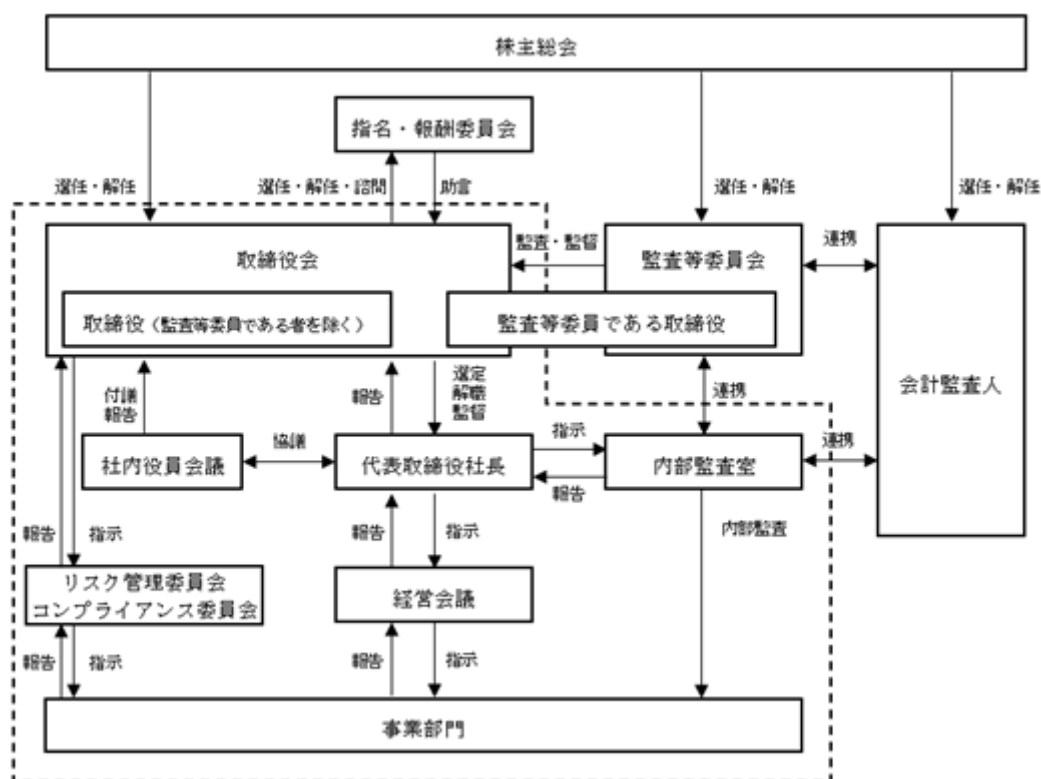 株主総会
指名・報酬委員会
選任・解任
選任・解任・諮問
助言
選任・解任
選任・解任
取締役会
監査・監督
監査等委員会
連携
取締役（監査等委員である者を除く）
監査等委員である取締役
会計監査人
付議
報告
報告
選定
解職
監督
連携
社内役員会議
協議
代表取締役社長
指示
報告
内部監査室
連携
報告
指示
報告
指示
内部監査
リスク管理委員会
コンプライアンス委員会
経営会議
報告
指示
報告
指示
事業部門